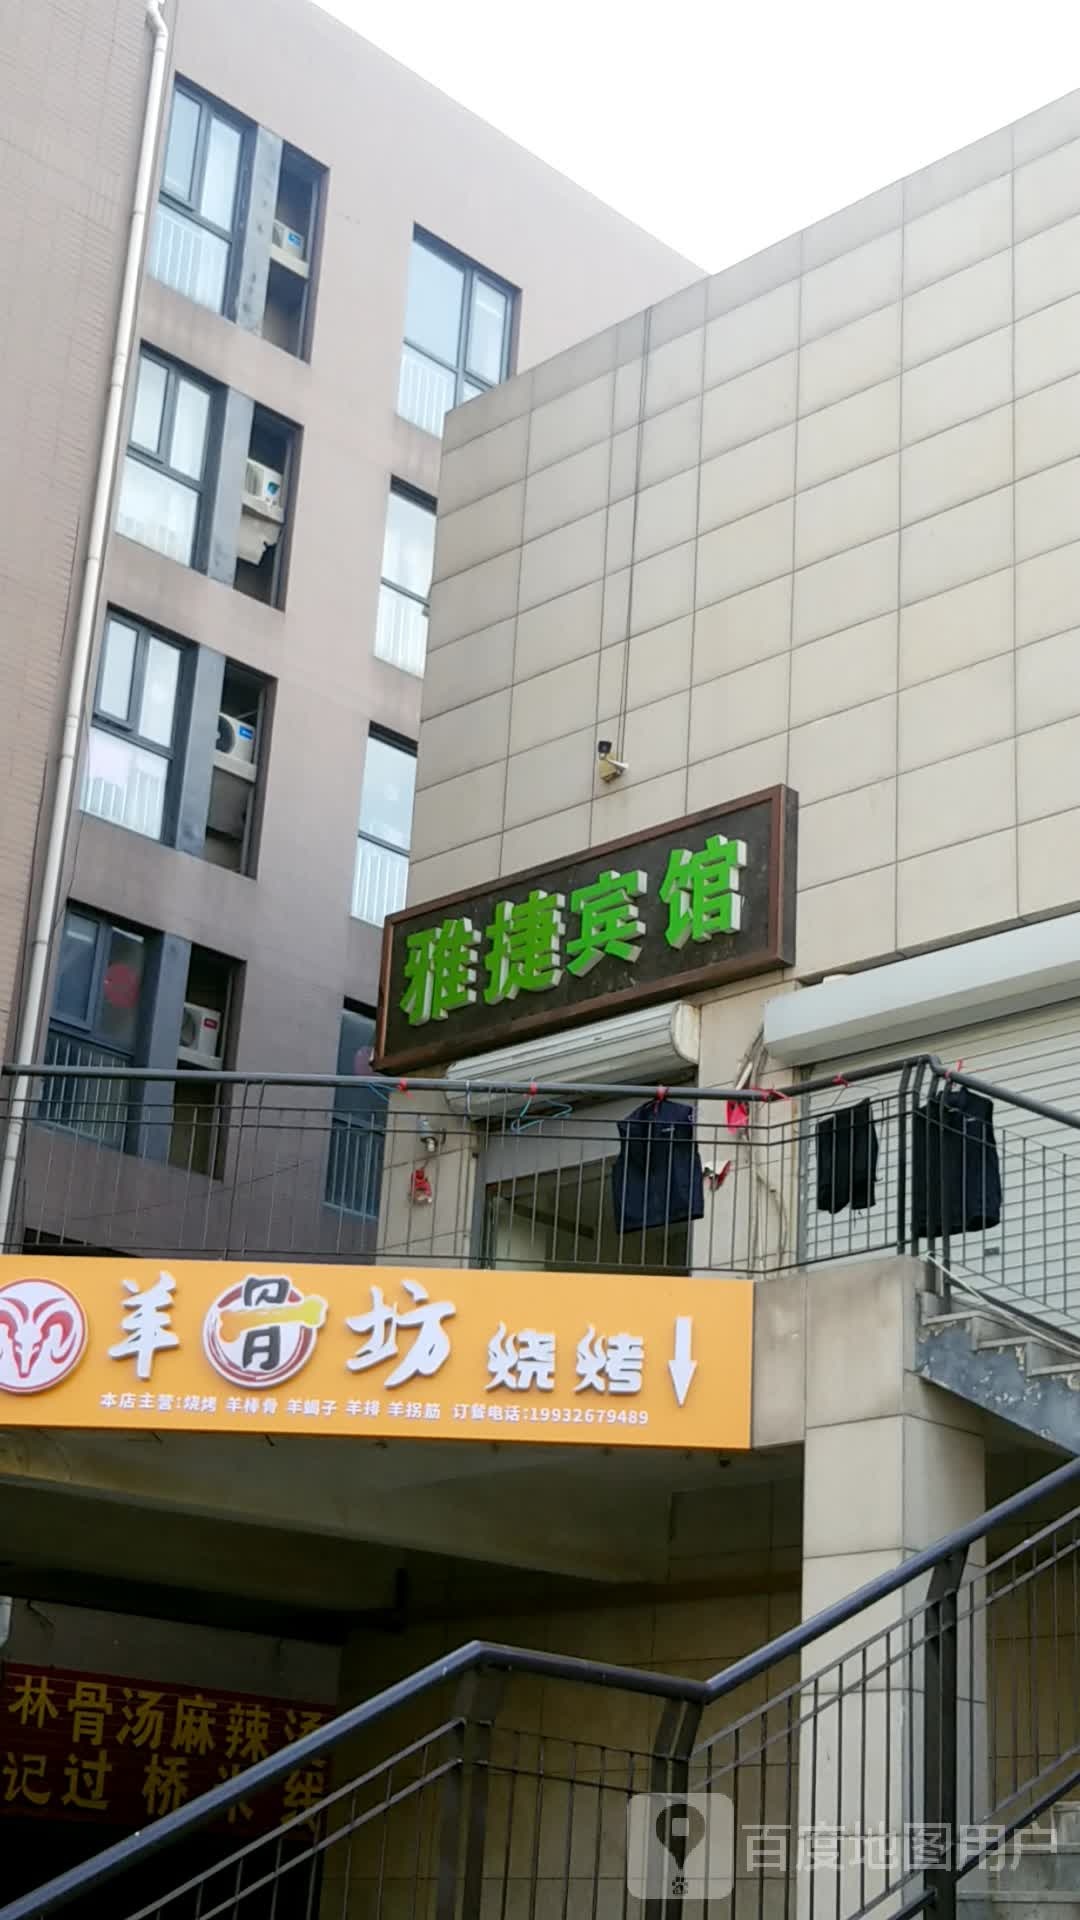 雅捷宾馆
羊骨坊烧烤
本店主营:烧烤 羊棒骨 羊蝎子 羊排 羊拐筋 订餐电话:19932679489
林骨汤麻辣烫
记过桥米线
百度地图用户